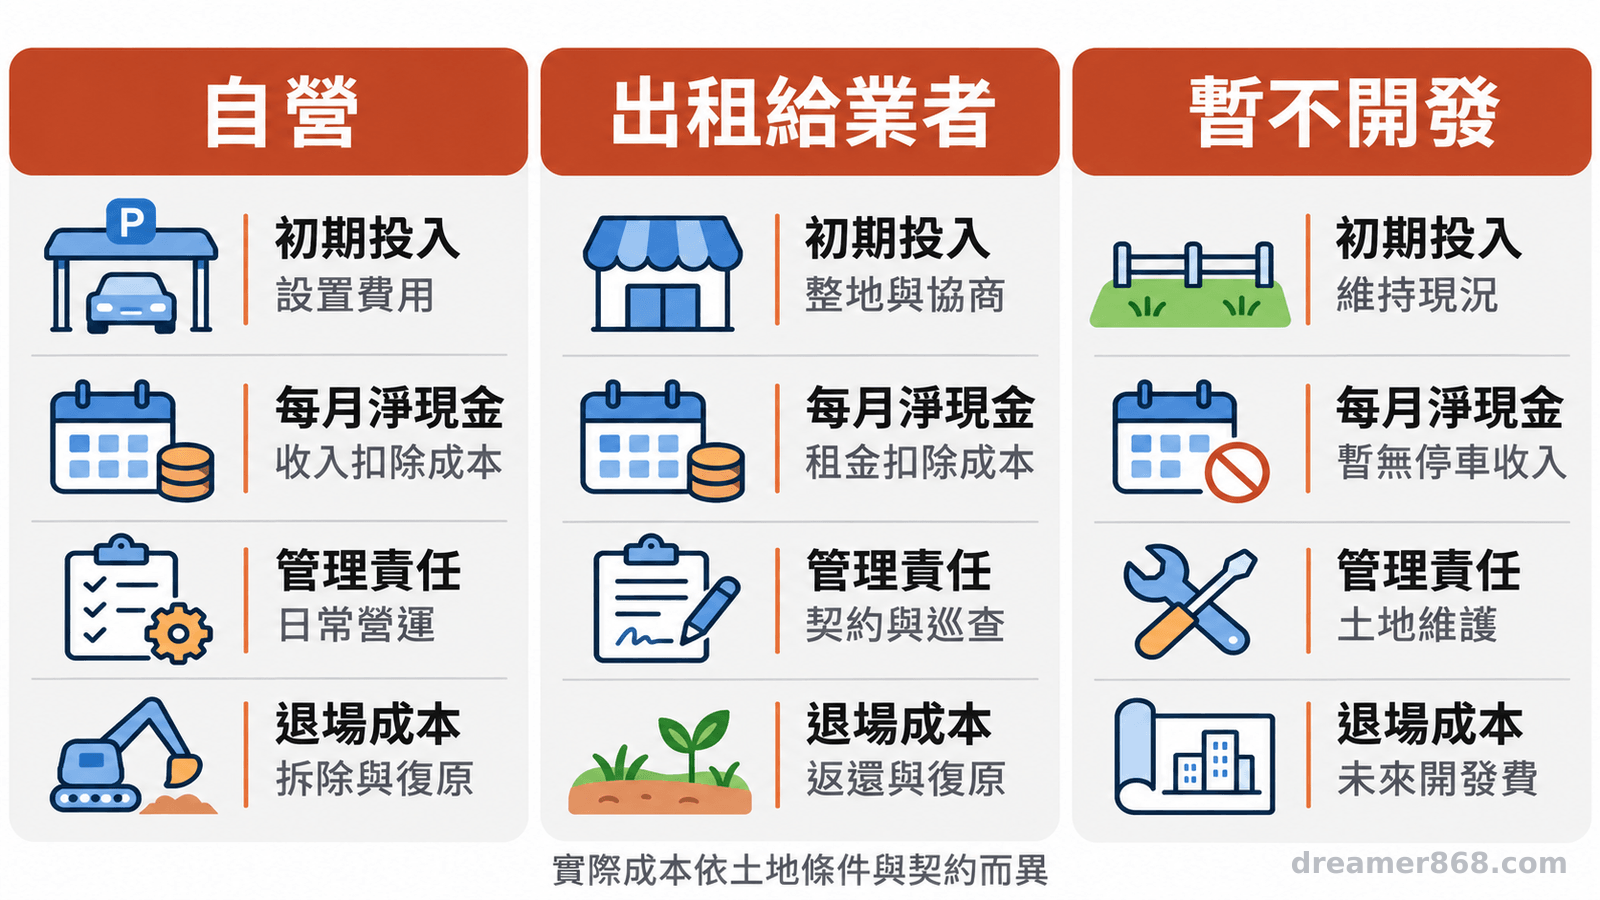 自營
P
初期投入
設置費用
每月淨現金
收入扣除成本
管理責任
日常營運
退場成本
拆除與復原
出租給業者
初期投入
整地與協商
每月淨現金
租金扣除成本
管理責任
契約與巡查
退場成本
返還與復原
暫不開發
初期投入
維持現況
每月淨現金
暫無停車收入
管理責任
土地維護
退場成本
未來開發費
實際成本依土地條件與契約而異
dreamer868.com